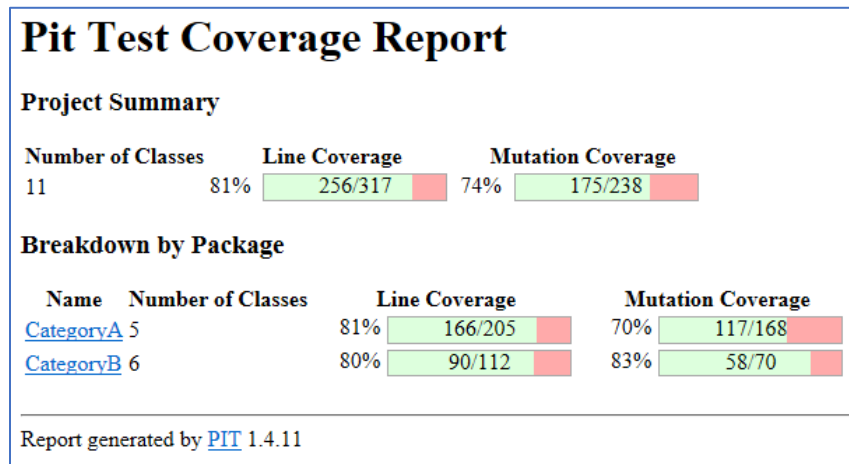 Pit Test Coverage Report
Project Summary
Number of Classes Line Coverage Mutation Coverage
11 81% 256/317 74% 175/238
Breakdown by Package
Name Number of Classes Line Coverage Mutation Coverage
CategoryA 5 81% 166/205 70% 117/168
CategoryB 6 80% 90/112 83% 58/70
Report generated by PIT 1.4.11